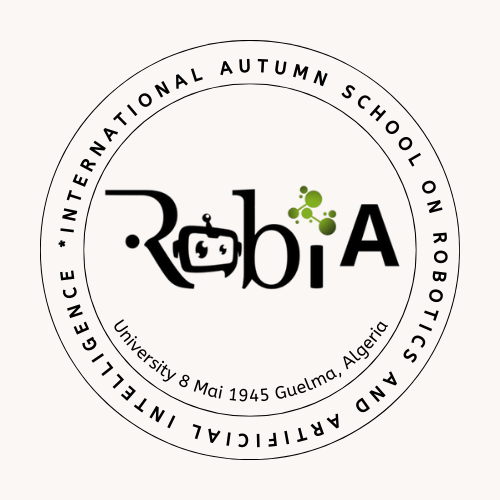 *INTERNATIONAL AUTUMN SCHOOL ON ROBOTICS AND ARTIFICIAL INTELLIGENCE
RobiA
University 8 Mai 1945 Guelma, Algeria